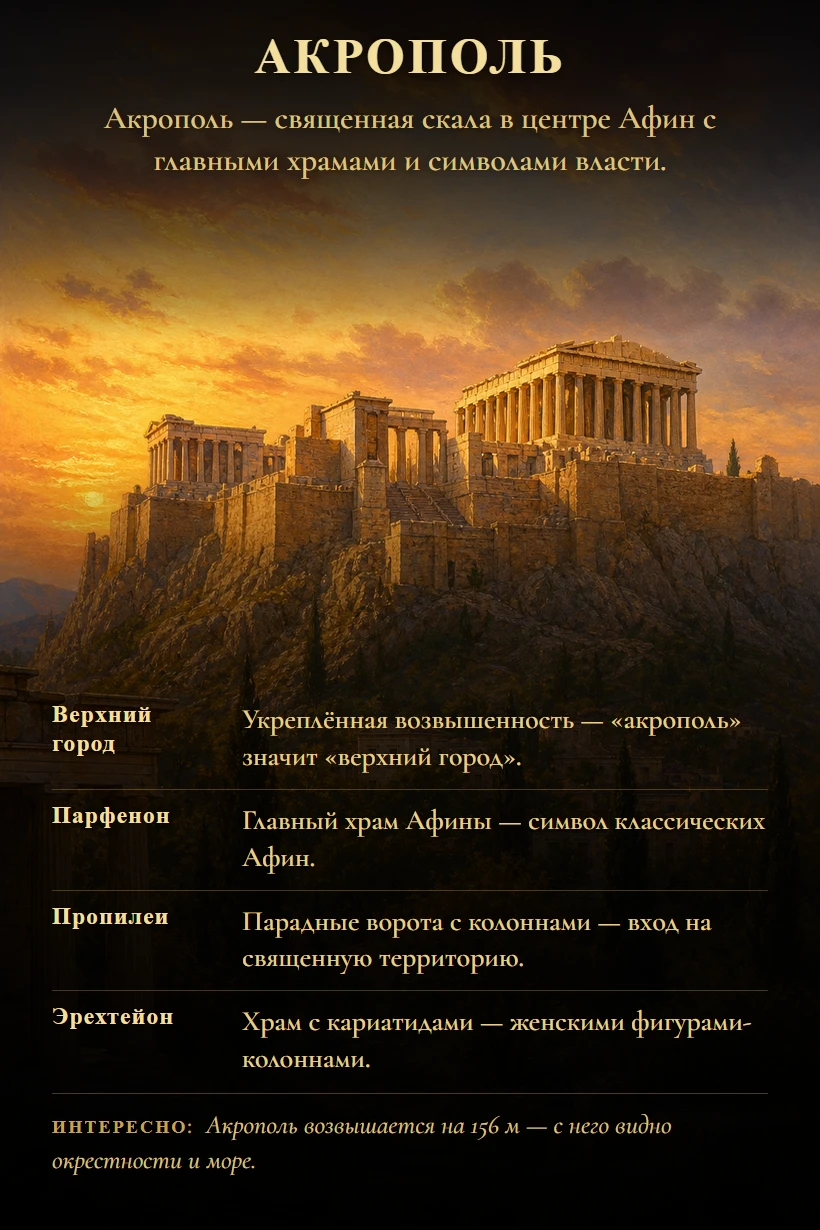 АКРОПОЛЬ
Акрополь — священная скала в центре Афин с
главными храмами и символами власти.
Верхний
город
Укреплённая возвышенность — «акрополь»
значит «верхний город».
Парфенон
Главный храм Афины — символ классических
Афин.
Пропилеи
Парадные ворота с колоннами — вход на
священную территорию.
Эрехтейон
Храм с кариатидами — женскими фигурами-
колоннами.
ИНТЕРЕСНО: Акрополь возвышается на 156 м — с него видно
окрестности и море.